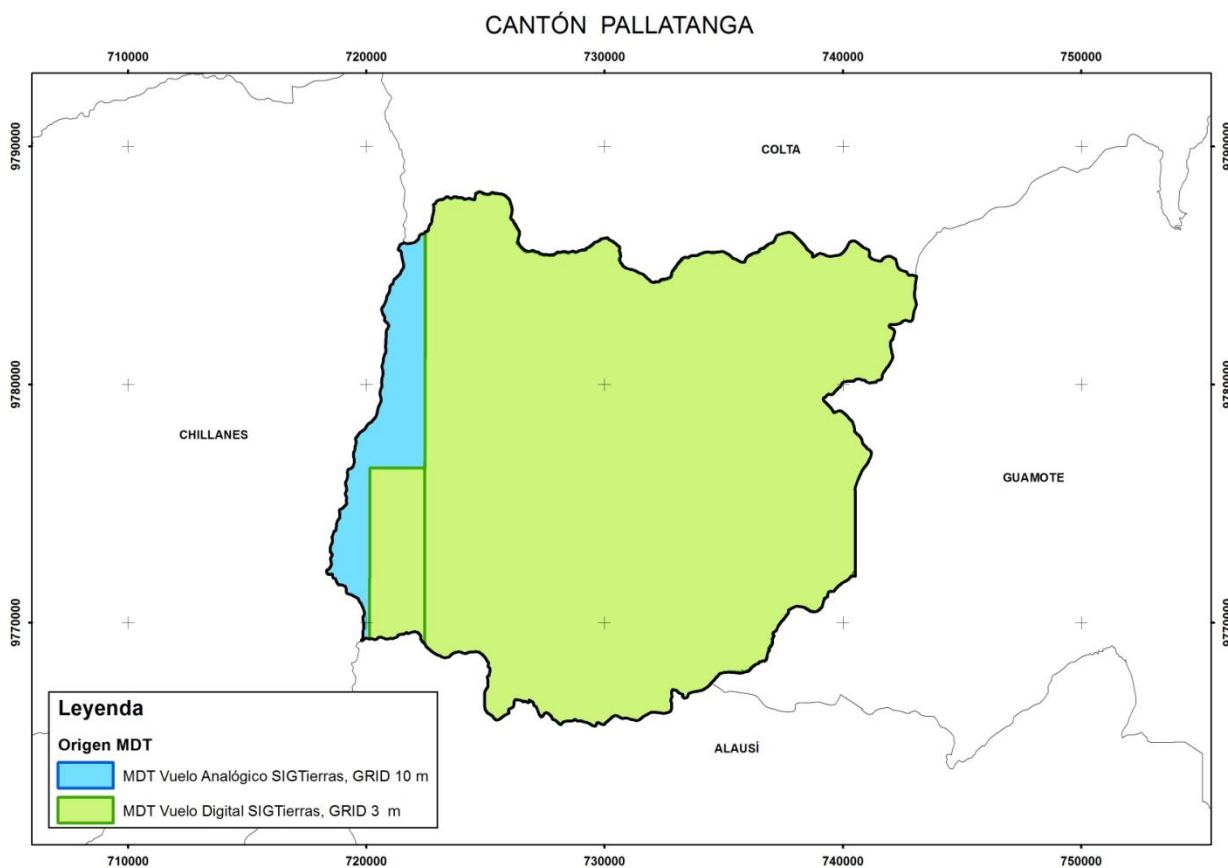 CANTÓN PALLATANGA
710000 720000 730000 740000 750000
9790000 9790000
COLTA
9780000 9780000
CHILLANES
GUAMOTE
9770000 9770000
ALAUSÍ
Leyenda
Origen MDT
MDT Vuelo Analógico SIGTierras, GRID 10 m
MDT Vuelo Digital SIGTierras, GRID 3 m
710000 720000 730000 740000 750000